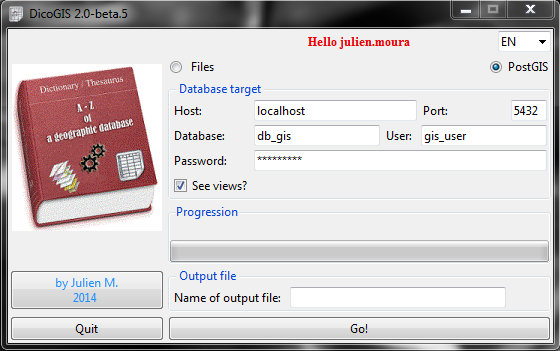 DicoGIS 2.0-beta.5
Hello julien.moura
EN
Files
PostGIS
Dictionary / Thesaurus
A - Z
of
a geographic database
Database target
Host: localhost Port: 5432
Database: db_gis User: gis_user
Password: *********
See views?
Progression
by Julien M.
2014
Output file
Name of output file:
Quit
Go!